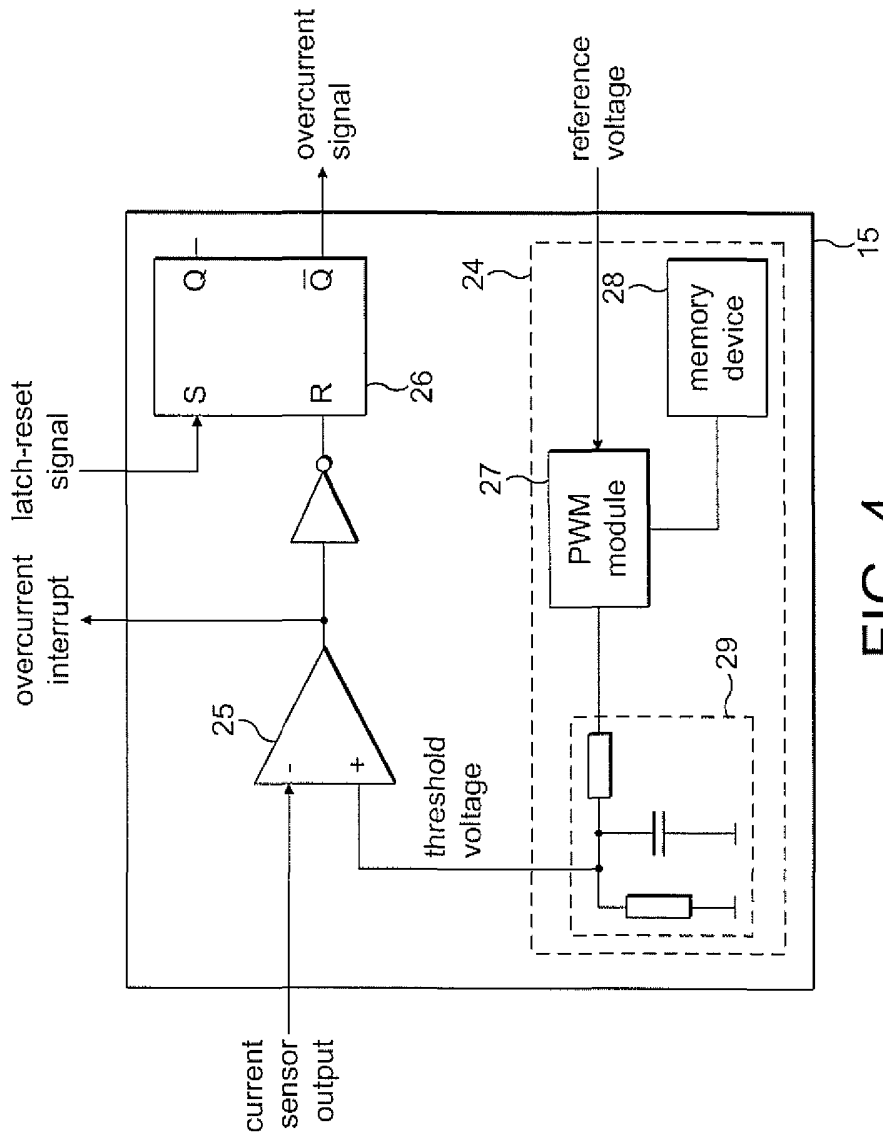 overcurrent
interrupt
latch-reset
signal
current
sensor
output
25
-
+
S
R
Q
Q̅
26
overcurrent
signal
threshold
voltage
24
27
PWM
module
28
memory
device
reference
voltage
29
15
FIG. 4